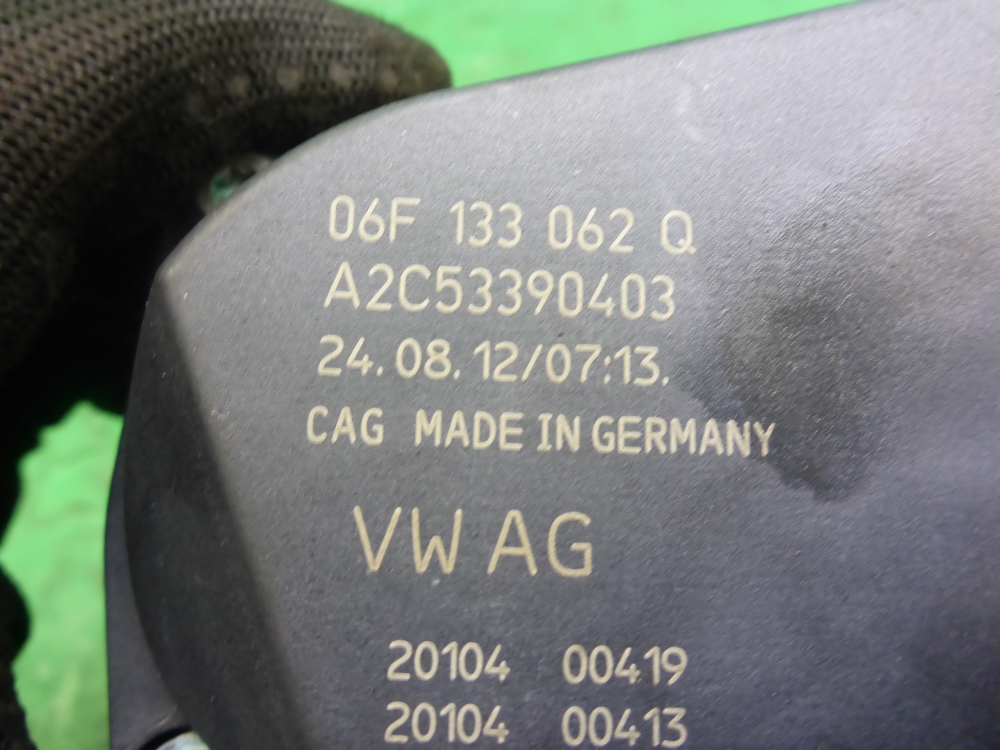 06F 133 062 Q
A2C53390403
24.08.12/07:13.
CAG MADE IN GERMANY
VW AG
20104 00419
20104 00413